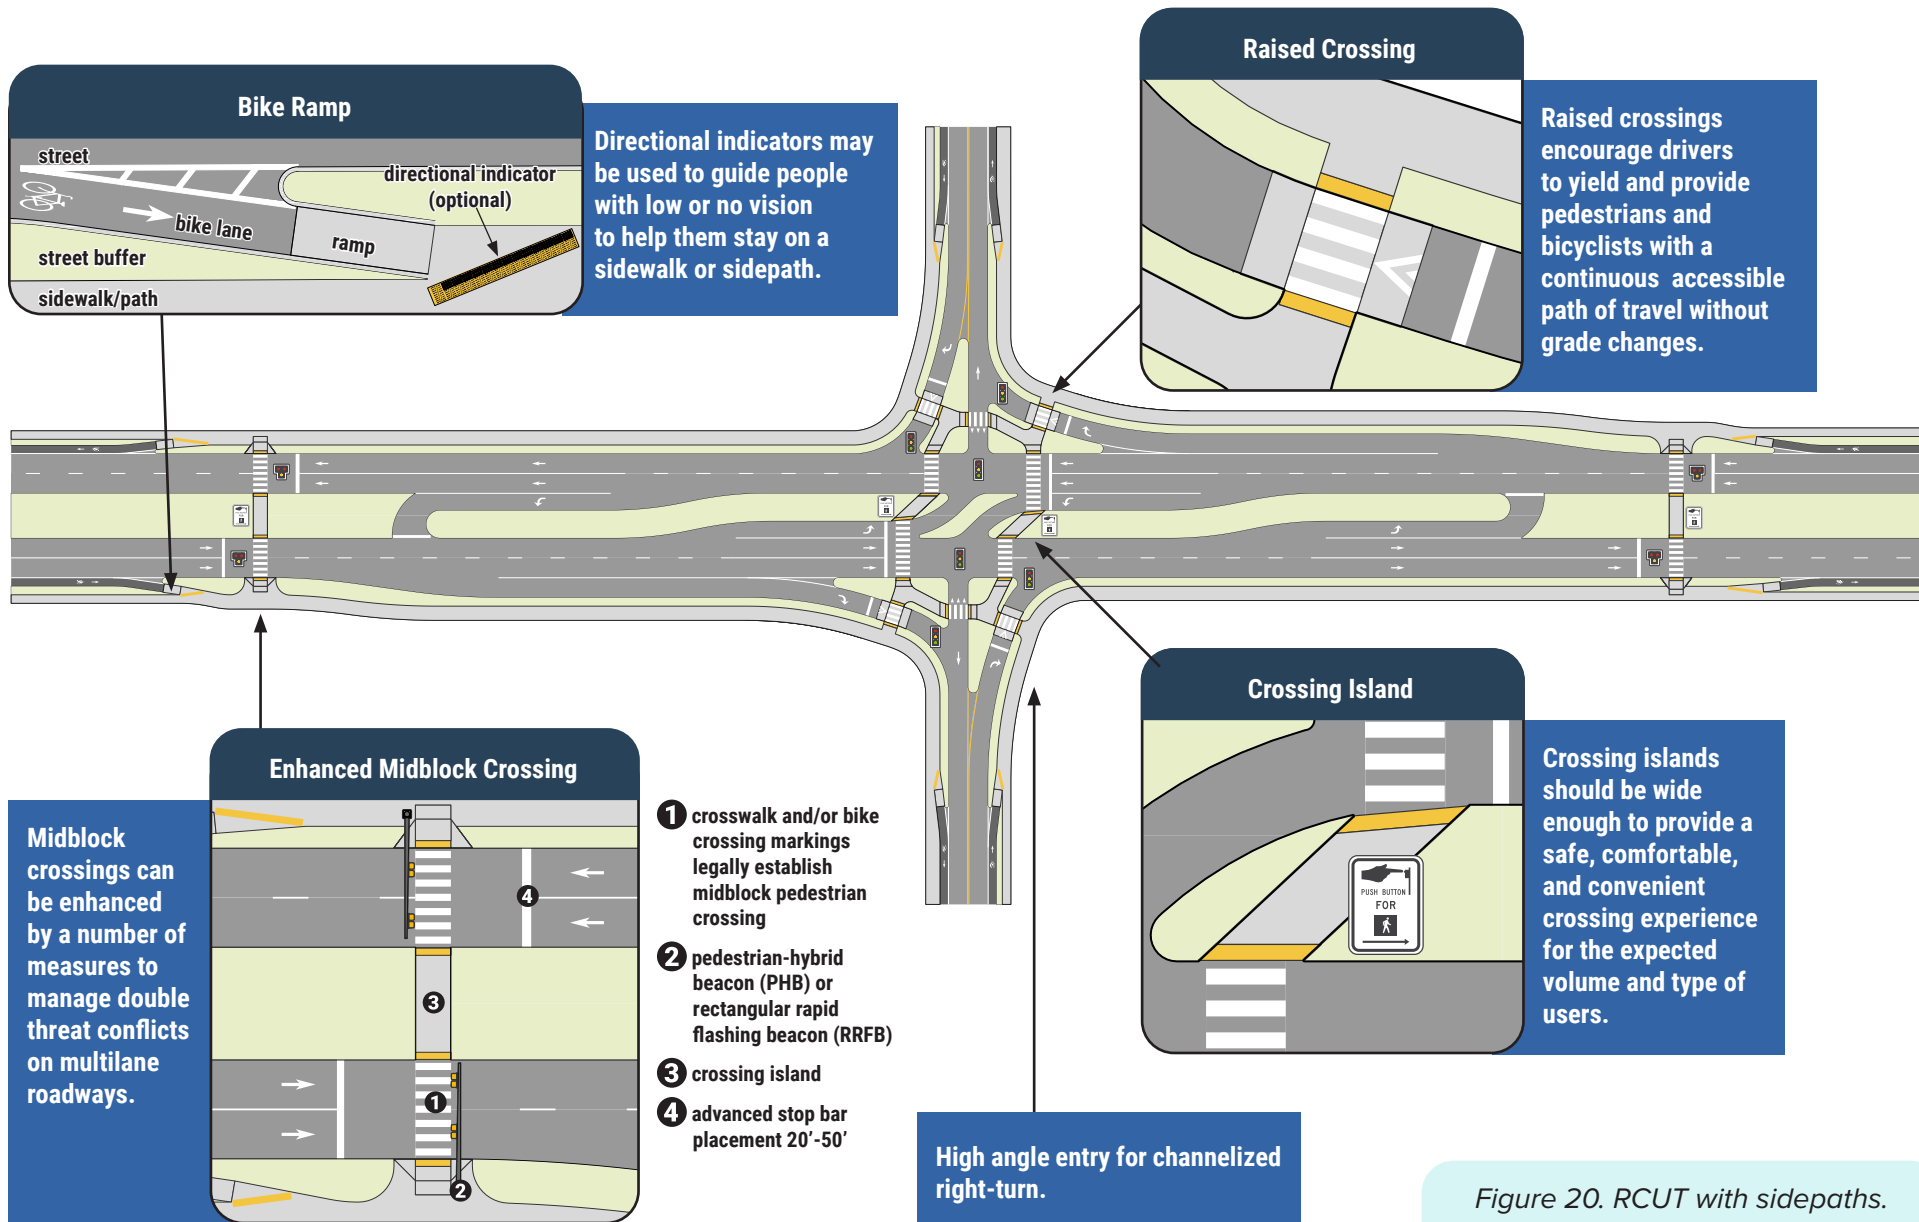 Bike Ramp
street
directional indicator
(optional)
bike lane
ramp
street buffer
sidewalk/path
Directional indicators may
be used to guide people
with low or no vision
to help them stay on a
sidewalk or sidepath.
Raised Crossing
Raised crossings
encourage drivers
to yield and provide
pedestrians and
bicyclists with a
continuous accessible
path of travel without
grade changes.
Midblock
crossings can
be enhanced
by a number of
measures to
manage double
threat conflicts
on multilane
roadways.
Enhanced Midblock Crossing
4
3
1
2
1 crosswalk and/or bike
crossing markings
legally establish
midblock pedestrian
crossing
2 pedestrian-hybrid
beacon (PHB) or
rectangular rapid
flashing beacon (RRFB)
3 crossing island
4 advanced stop bar
placement 20'-50'
High angle entry for channelized
right-turn.
Crossing Island
PUSH BUTTON
FOR
Crossing islands
should be wide
enough to provide a
safe, comfortable,
and convenient
crossing experience
for the expected
volume and type of
users.
Figure 20. RCUT with sidepaths.